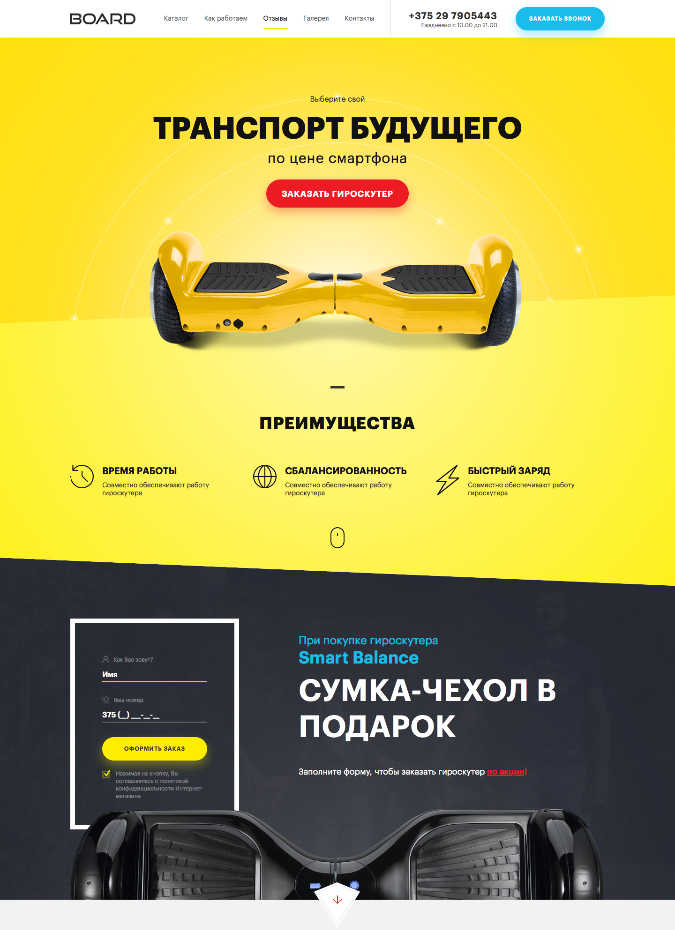 BOARD
Каталог
Как работаем
Отзывы
Галерея
Контакты
+375 29 7905443
Ежедневно с 10.00 до 21.00
ЗАКАЗАТЬ ЗВОНОК
Выберите свой
ТРАНСПОРТ БУДУЩЕГО
по цене смартфона
ЗАКАЗАТЬ ГИРОСКУТЕР
ПРЕИМУЩЕСТВА
ВРЕМЯ РАБОТЫ
Совместно обеспечивают работу
гироскутера
СБАЛАНСИРОВАННОСТЬ
Совместно обеспечивают работу
гироскутера
БЫСТРЫЙ ЗАРЯД
Совместно обеспечивают работу
гироскутера
Как Вас зовут?
Имя
Ваш номер
375 (_) ___-_-_
ОФОРМИТЬ ЗАКАЗ
Нажимая на кнопку, Вы
соглашаетесь с политикой
конфиденциальности Интернет-
магазина
При покупке гироскутера
Smart Balance
СУМКА-ЧЕХОЛ В
ПОДАРОК
Заполните форму, чтобы заказать гироскутер по акции!